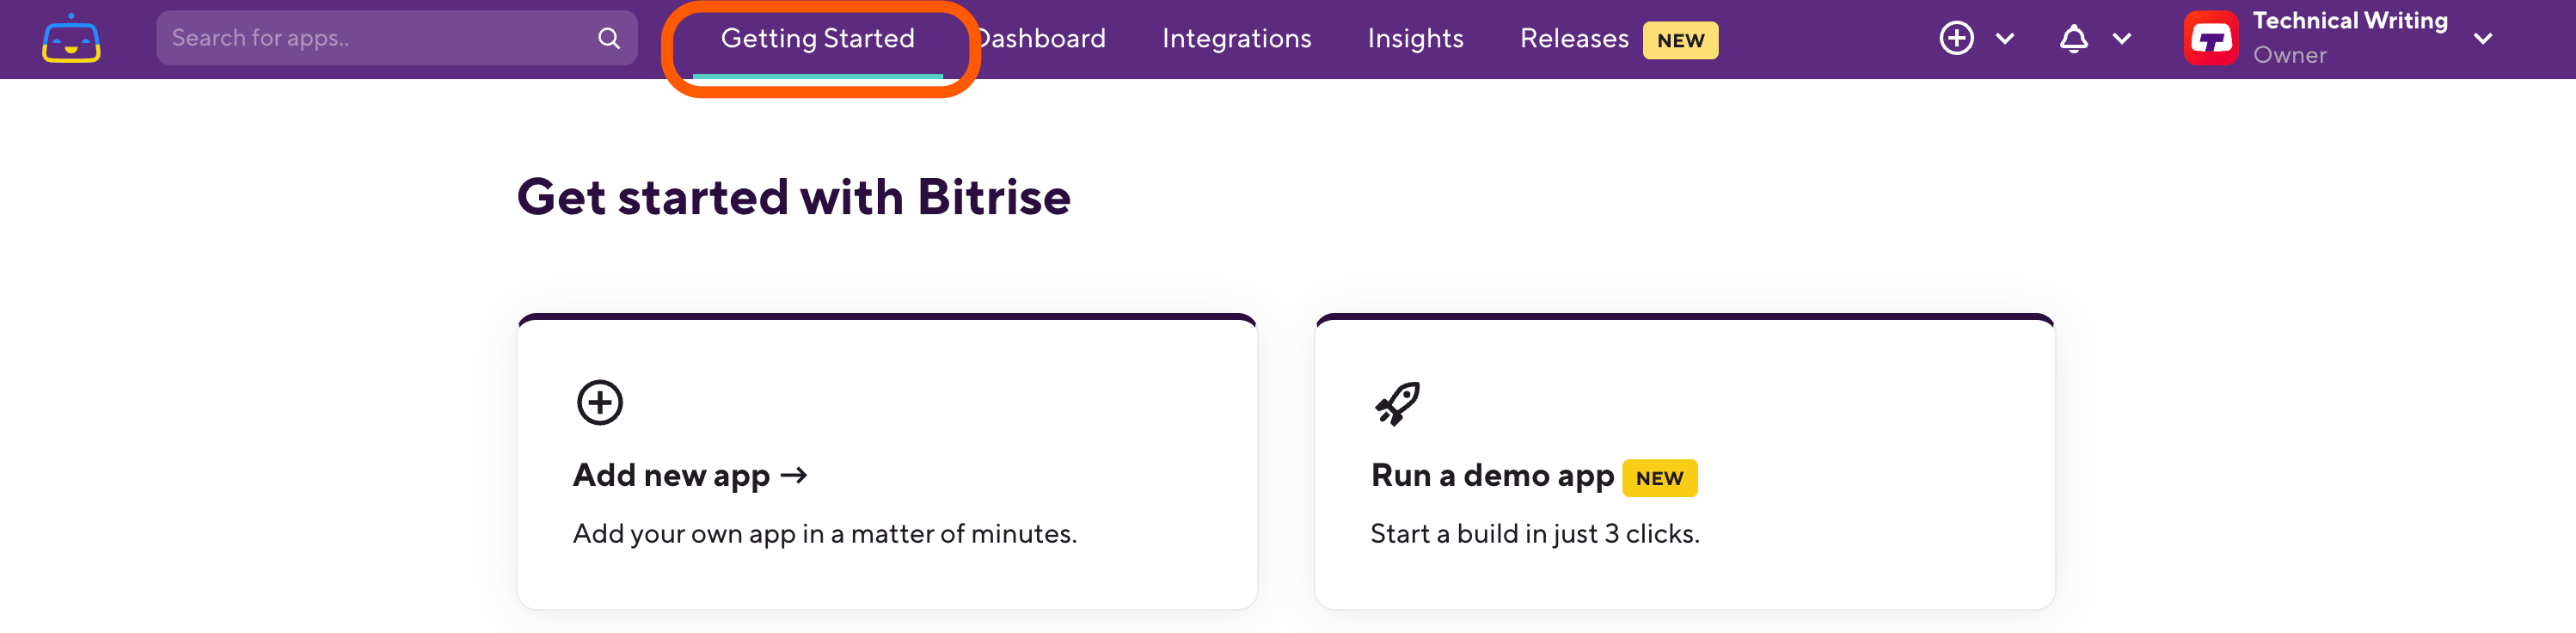 Search for apps..
Getting Started
Dashboard
Integrations
Insights
Releases NEW
Technical Writing
Owner
Get started with Bitrise
Add new app →
Add your own app in a matter of minutes.
Run a demo app NEW
Start a build in just 3 clicks.